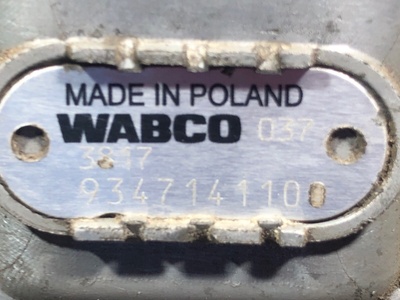 MADE IN POLAND
WABCO 037
3817
9347141100